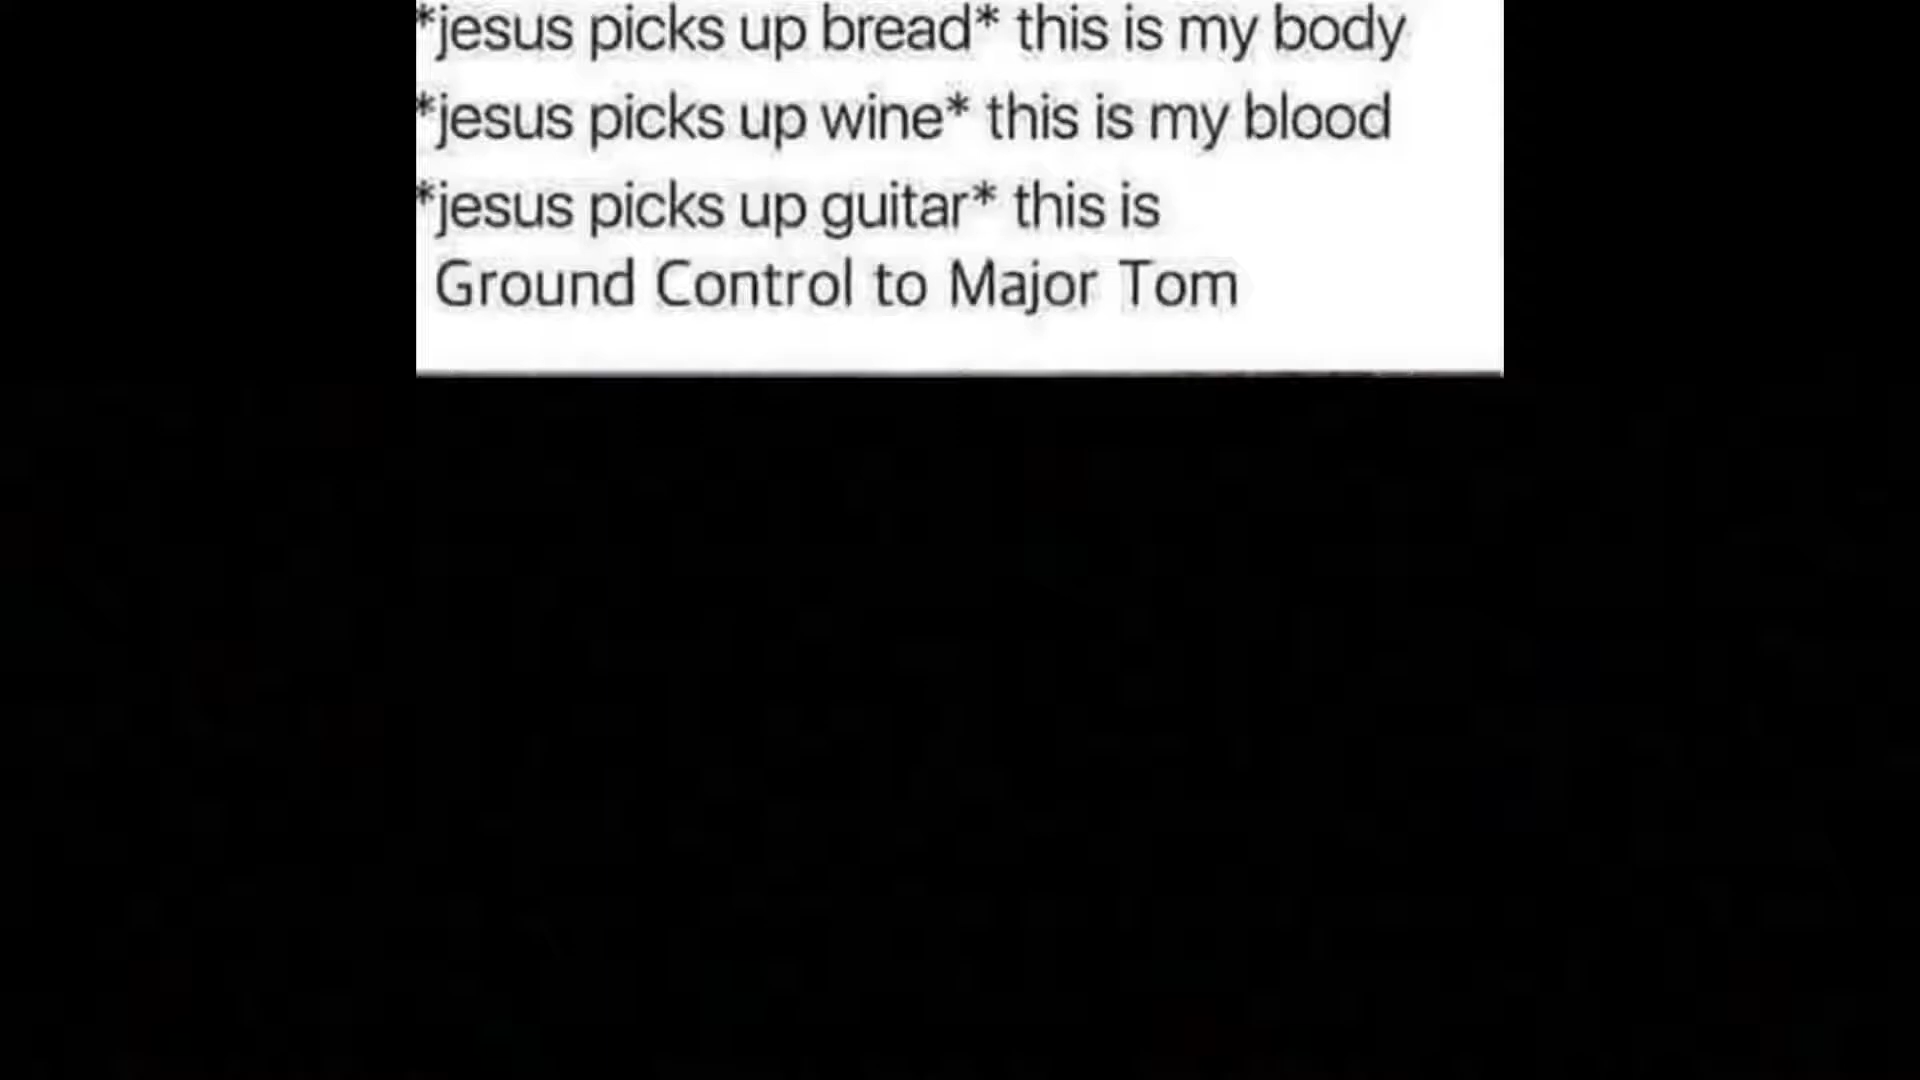 *jesus picks up bread* this is my body
*jesus picks up wine* this is my blood
*jesus picks up guitar* this is
Ground Control to Major Tom